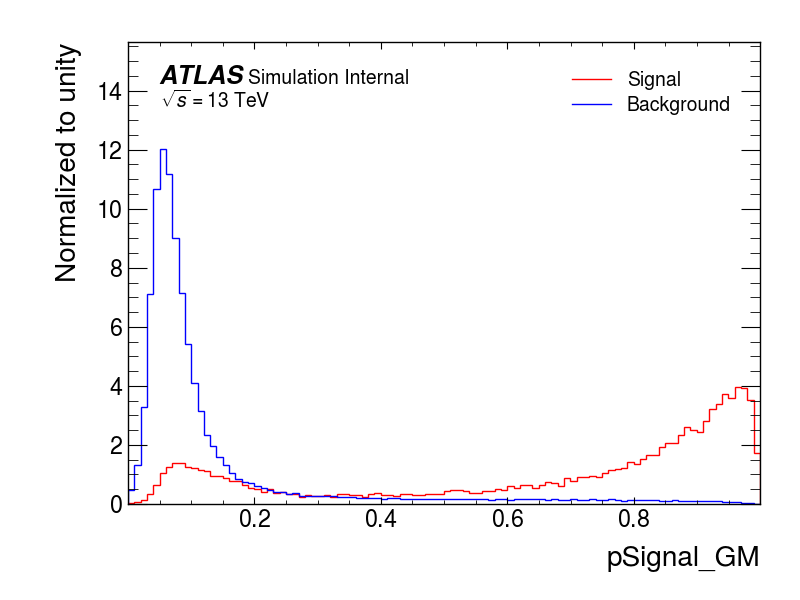 ATLAS Simulation Internal
√s = 13 TeV
Signal
Background
Normalized to unity
14
12
10
8
6
4
2
0
0.2 0.4 0.6 0.8
pSignal_GM